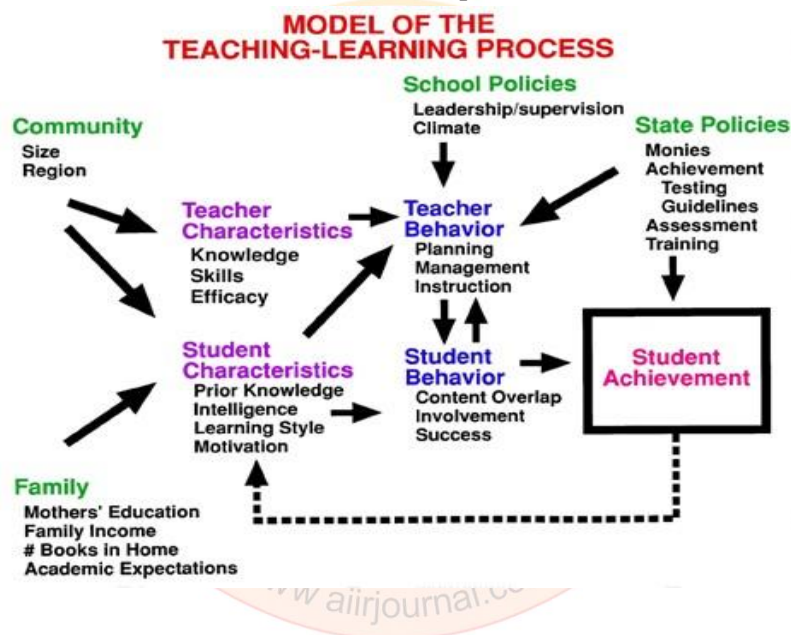 MODEL OF THE
TEACHING-LEARNING PROCESS
School Policies
Leadership/supervision
Climate
Community
Size
Region
State Policies
Monies
Achievement
Testing
Guidelines
Assessment
Training
Teacher
Characteristics
Knowledge
Skills
Efficacy
Teacher
Behavior
Planning
Management
Instruction
Student
Characteristics
Prior Knowledge
Intelligence
Learning Style
Motivation
Student
Behavior
Content Overlap
Involvement
Success
Student
Achievement
Family
Mothers' Education
Family Income
# Books in Home
Academic Expectations